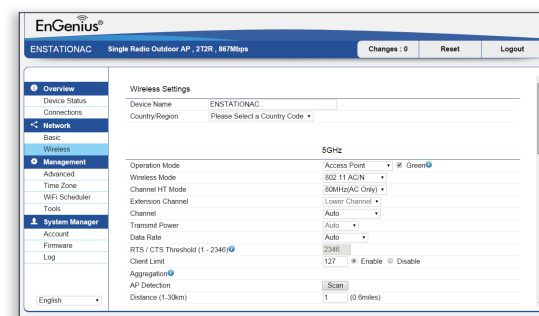 EnGenius®
ENSTATIONAC Single Radio Outdoor AP , 2T2R , 867Mbps Changes : 0 Reset Logout
Overview
Device Status
Connections
Network
Basic
Wireless
Management
Advanced
Time Zone
WiFi Scheduler
Tools
System Manager
Account
Firmware
Log
English
Wireless Settings
Device Name ENSTATIONAC
Country/Region Please Select a Country Code
5GHz
Operation Mode Access Point Green
Wireless Mode 802.11 AC/N
Channel HT Mode 80MHz(AC Only)
Extension Channel Lower Channel
Channel Auto
Transmit Power Auto
Data Rate Auto
RTS / CTS Threshold (1 - 2346) 2346
Client Limit 127 Enable Disable
Aggregation
AP Detection Scan
Distance (1-30km) 1 (0.6miles)